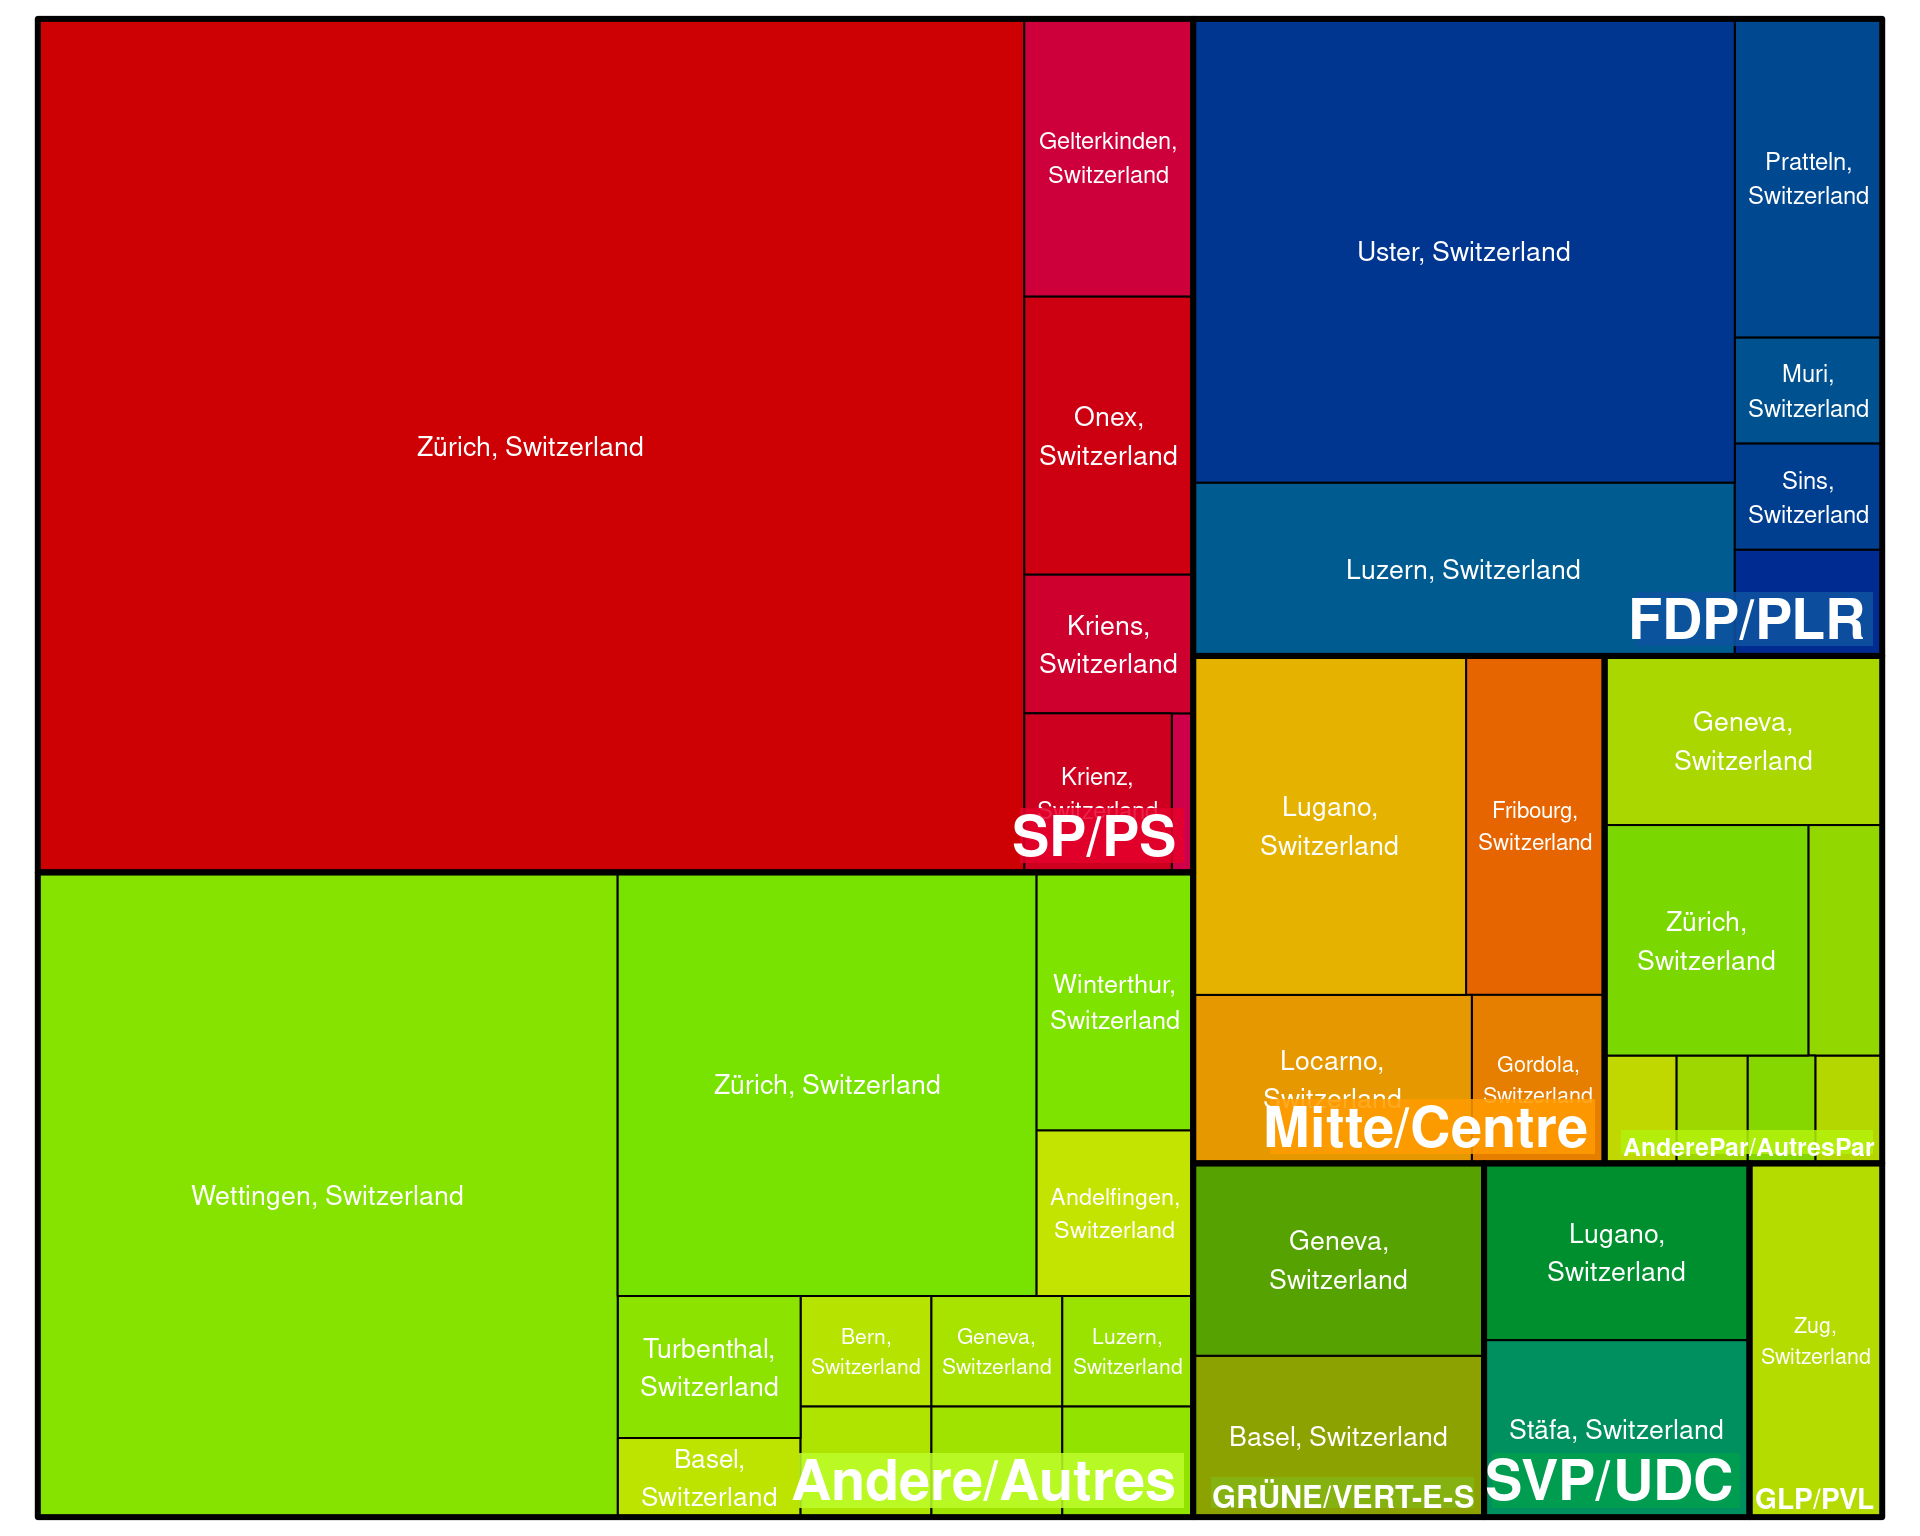 Zürich, Switzerland
Gelterkinden,
Switzerland
Onex,
Switzerland
Kriens,
Switzerland
Krienz,
Switzerland
SP/PS
Uster, Switzerland
Pratteln,
Switzerland
Muri,
Switzerland
Sins,
Switzerland
Luzern, Switzerland
FDP/PLR
Wettingen, Switzerland
Zürich, Switzerland
Winterthur,
Switzerland
Andelfingen,
Switzerland
Turbenthal,
Switzerland
Bern,
Switzerland
Geneva,
Switzerland
Luzern,
Switzerland
Basel,
Switzerland
Andere/Autres
Lugano,
Switzerland
Fribourg,
Switzerland
Locarno,
Switzerland
Gordola,
Switzerland
Mitte/Centre
Geneva,
Switzerland
Zürich,
Switzerland
AnderePar/AutresPar
Geneva,
Switzerland
Basel, Switzerland
GRÜNE/VERT-E-S
Lugano,
Switzerland
Stäfa, Switzerland
SVP/UDC
Zug,
Switzerland
GLP/PVL